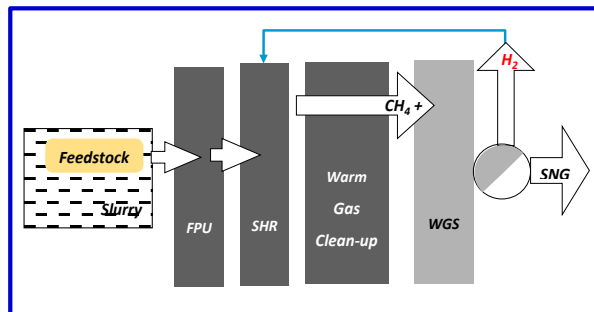 H2
CH4 +
Feedstock
Slurry
SNG
Warm
Gas
Clean-up
FPU
SHR
WGS